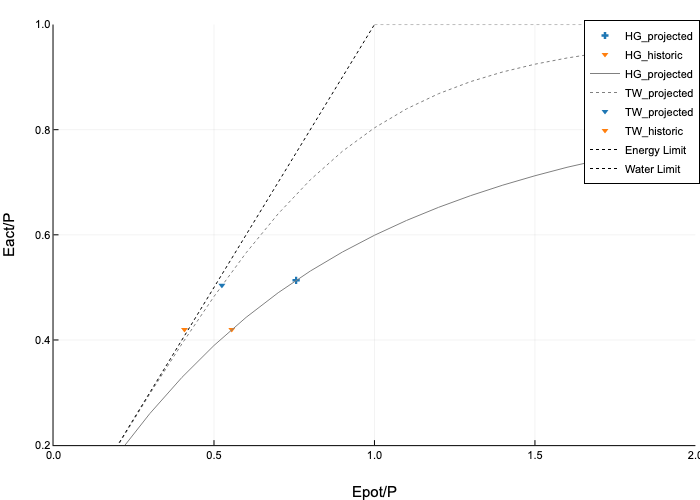 1.0
0.8
0.6
0.4
0.2
Eact/P
0.0
0.5
1.0
1.5
2.0
Epot/P
HG_projected
HG_historic
HG_projected
TW_projected
TW_projected
TW_historic
Energy Limit
Water Limit